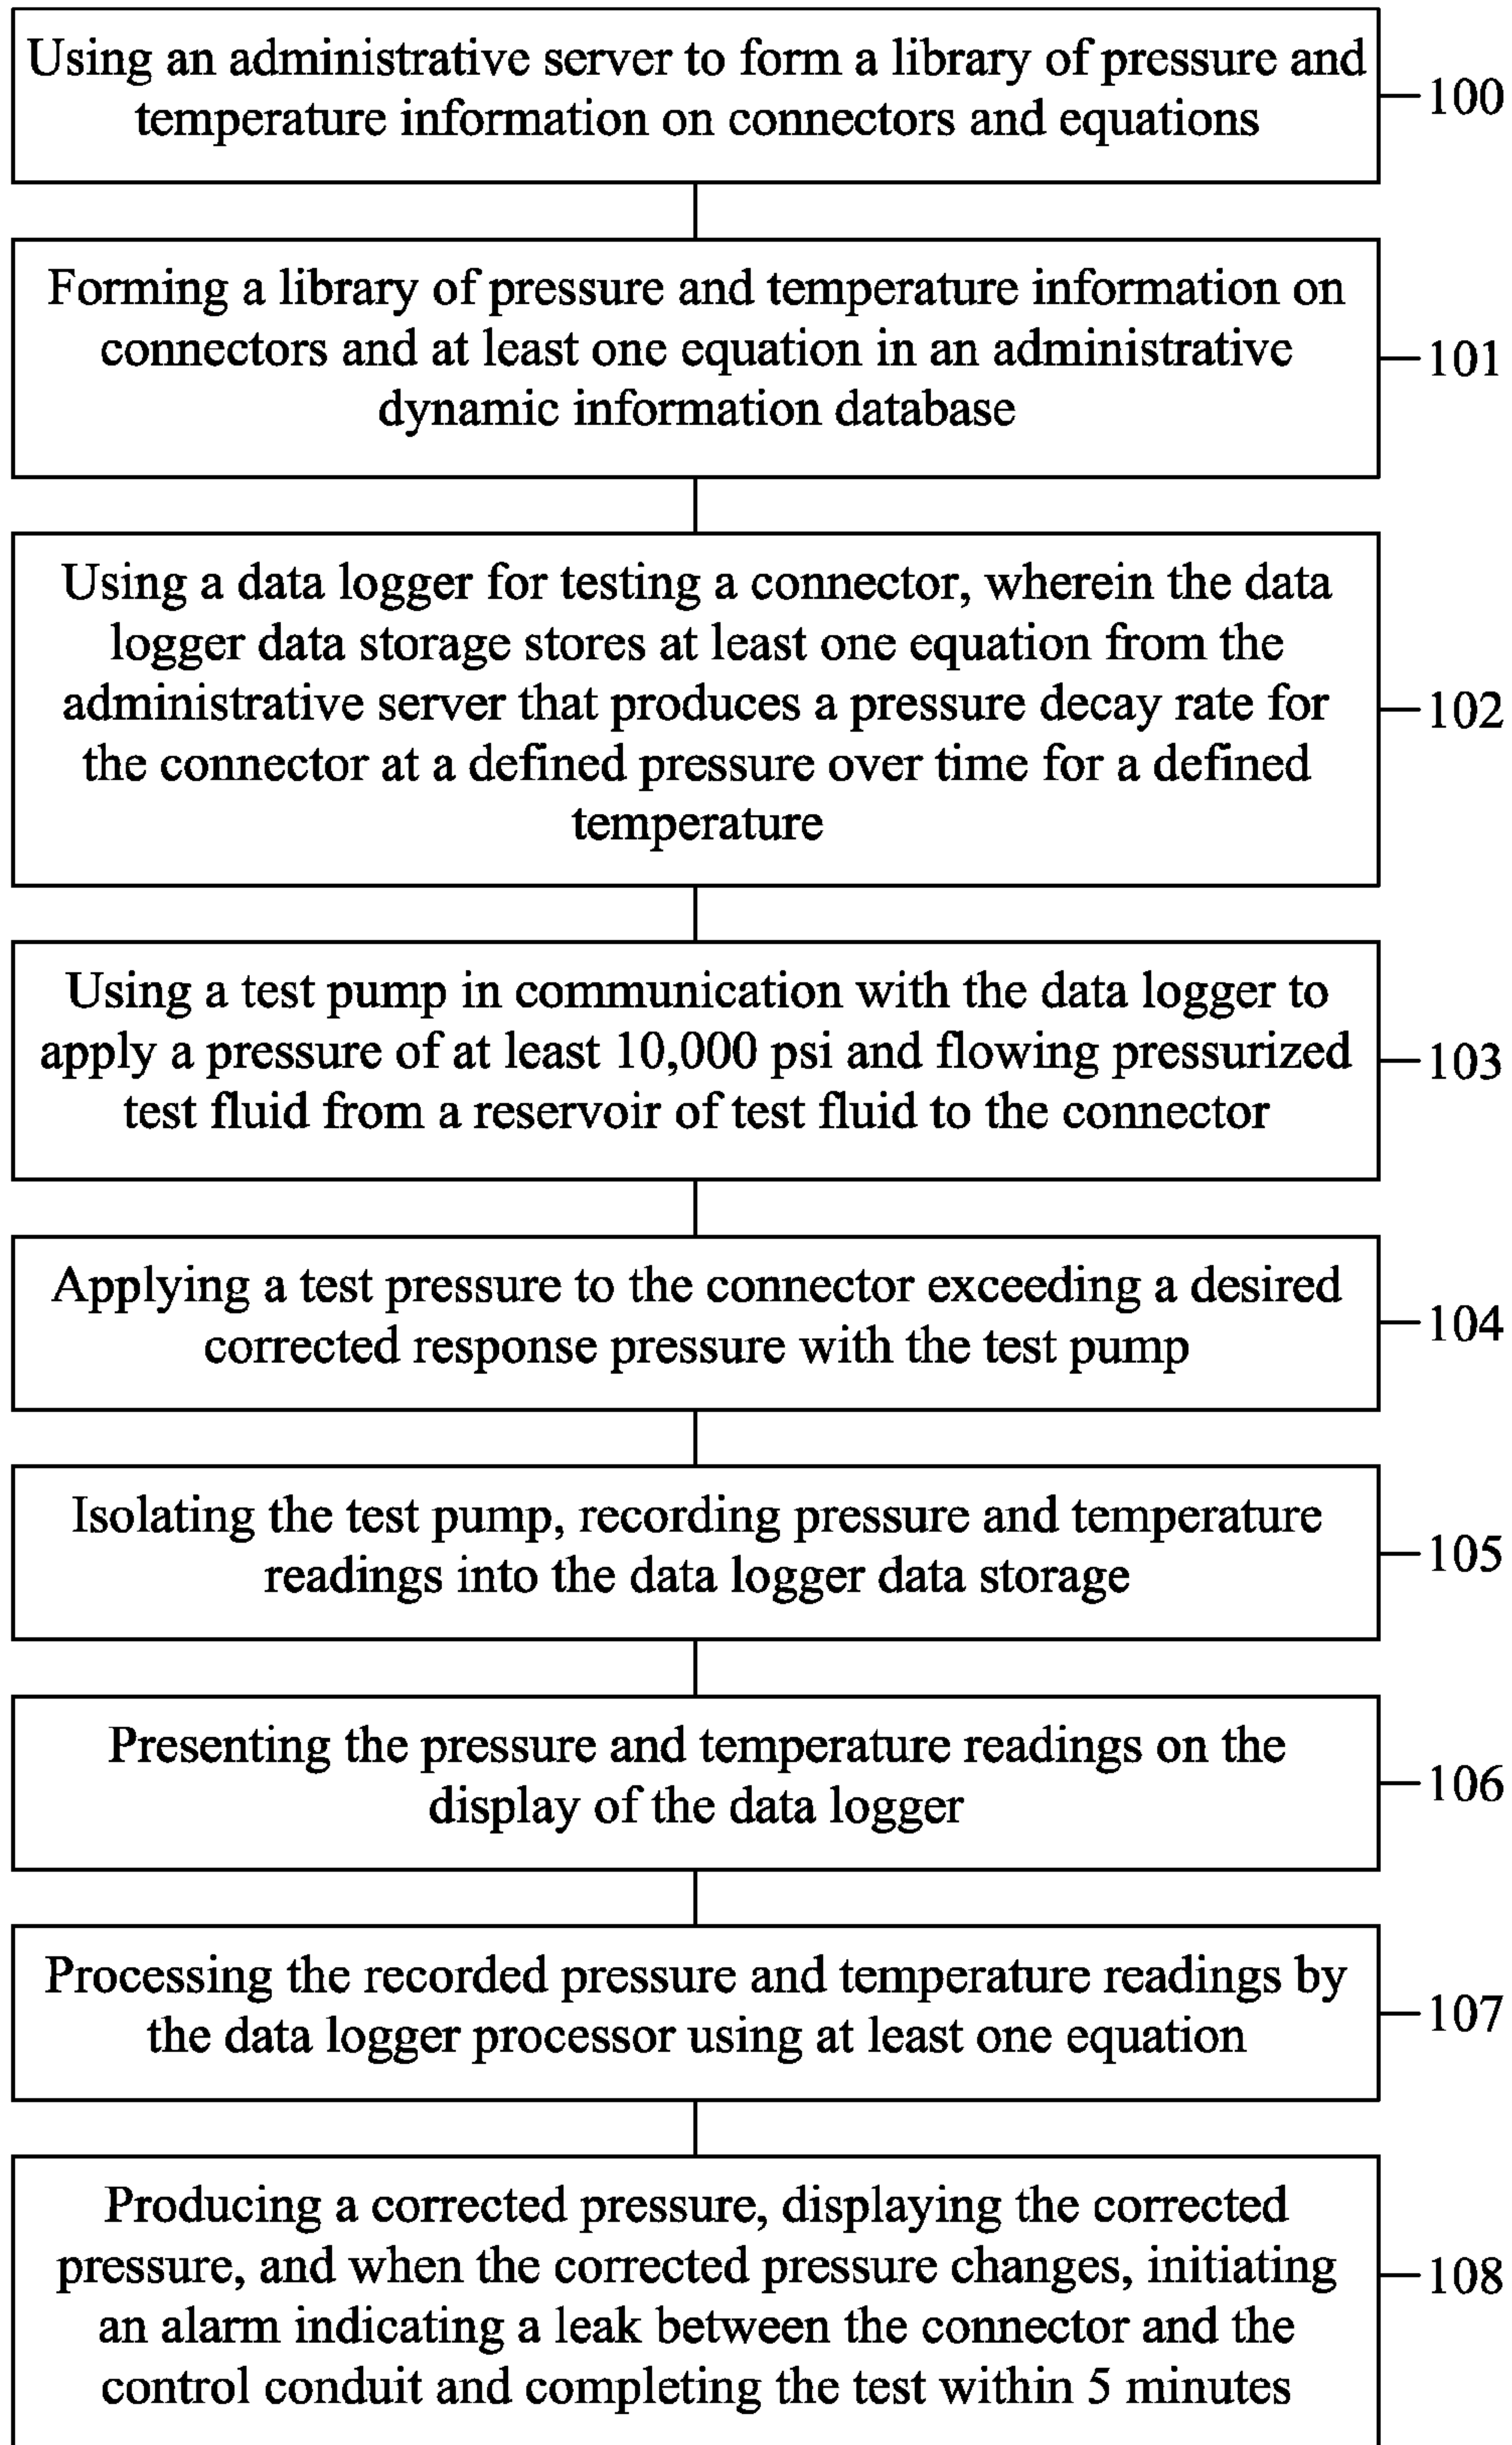 Using an administrative server to form a library of pressure and
temperature information on connectors and equations
100
Forming a library of pressure and temperature information on
connectors and at least one equation in an administrative
dynamic information database
101
Using a data logger for testing a connector, wherein the data
logger data storage stores at least one equation from the
administrative server that produces a pressure decay rate for
the connector at a defined pressure over time for a defined
temperature
102
Using a test pump in communication with the data logger to
apply a pressure of at least 10,000 psi and flowing pressurized
test fluid from a reservoir of test fluid to the connector
103
Applying a test pressure to the connector exceeding a desired
corrected response pressure with the test pump
104
Isolating the test pump, recording pressure and temperature
readings into the data logger data storage
105
Presenting the pressure and temperature readings on the
display of the data logger
106
Processing the recorded pressure and temperature readings by
the data logger processor using at least one equation
107
Producing a corrected pressure, displaying the corrected
pressure, and when the corrected pressure changes, initiating
an alarm indicating a leak between the connector and the
control conduit and completing the test within 5 minutes
108